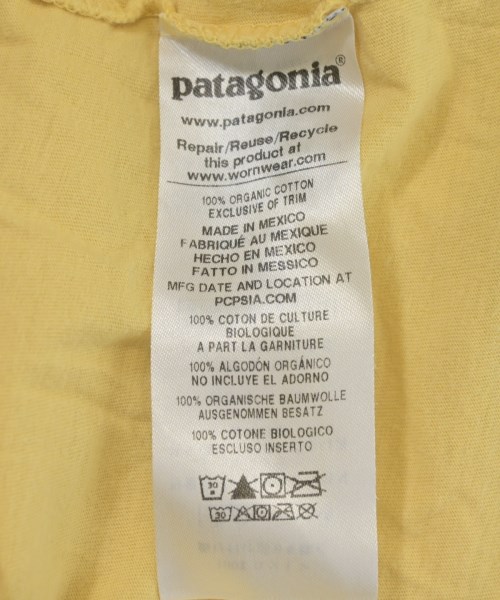 patagonia®
www.patagonia.com
Repair/Reuse/Recycle
this product at
www.wornwear.com
100% ORGANIC COTTON
EXCLUSIVE OF TRIM
MADE IN MEXICO
FABRIQUÉ AU MEXIQUE
HECHO EN MEXICO
FATTO IN MESSICO
MFG DATE AND LOCATION AT
PCPSIA.COM
100% COTON DE CULTURE
BIOLOGIQUE
A PART LA GARNITURE
100% ALGODÓN ORGÁNICO
NO INCLUYE EL ADORNO
100% ORGANISCHE BAUMWOLLE
AUSGENOMMEN BESATZ
100% COTONE BIOLOGICO
ESCLUSO INSERTO
30
30